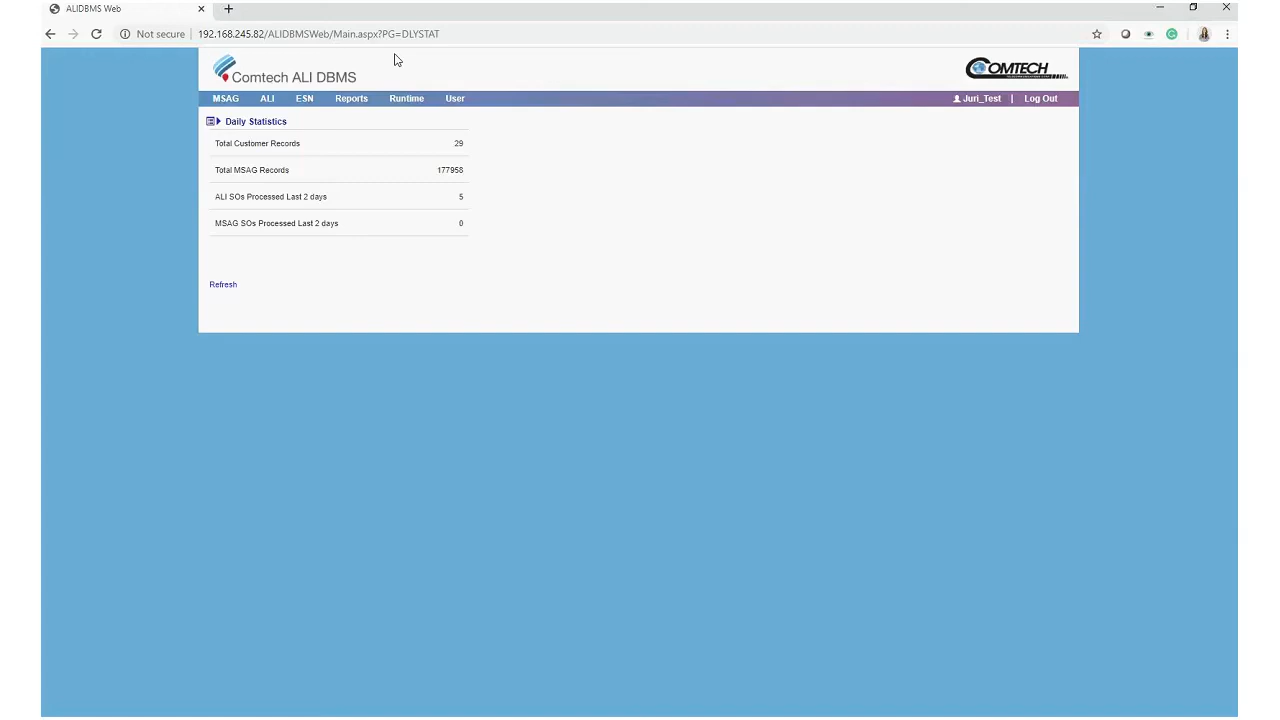 ALIDBMS Web
Not secure 192.168.245.82/ALIDBMSWeb/Main.aspx?PG=DLYSTAT
Comtech ALI DBMS
COMTECH
MSAG ALI ESN Reports Runtime User Juri_Test | Log Out
Daily Statistics
Total Customer Records 29
Total MSAG Records 177958
ALI SOs Processed Last 2 days 5
MSAG SOs Processed Last 2 days 0
Refresh